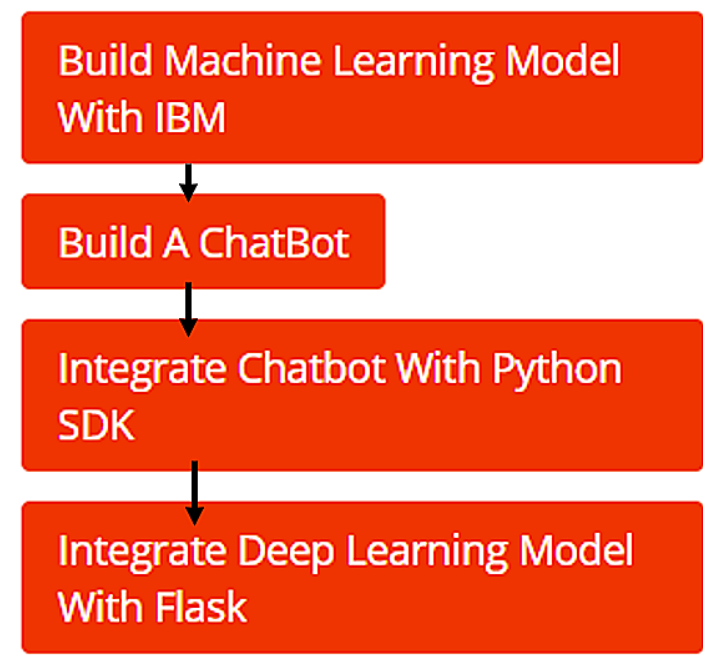 Build Machine Learning Model
With IBM
Build A ChatBot
Integrate Chatbot With Python
SDK
Integrate Deep Learning Model
With Flask